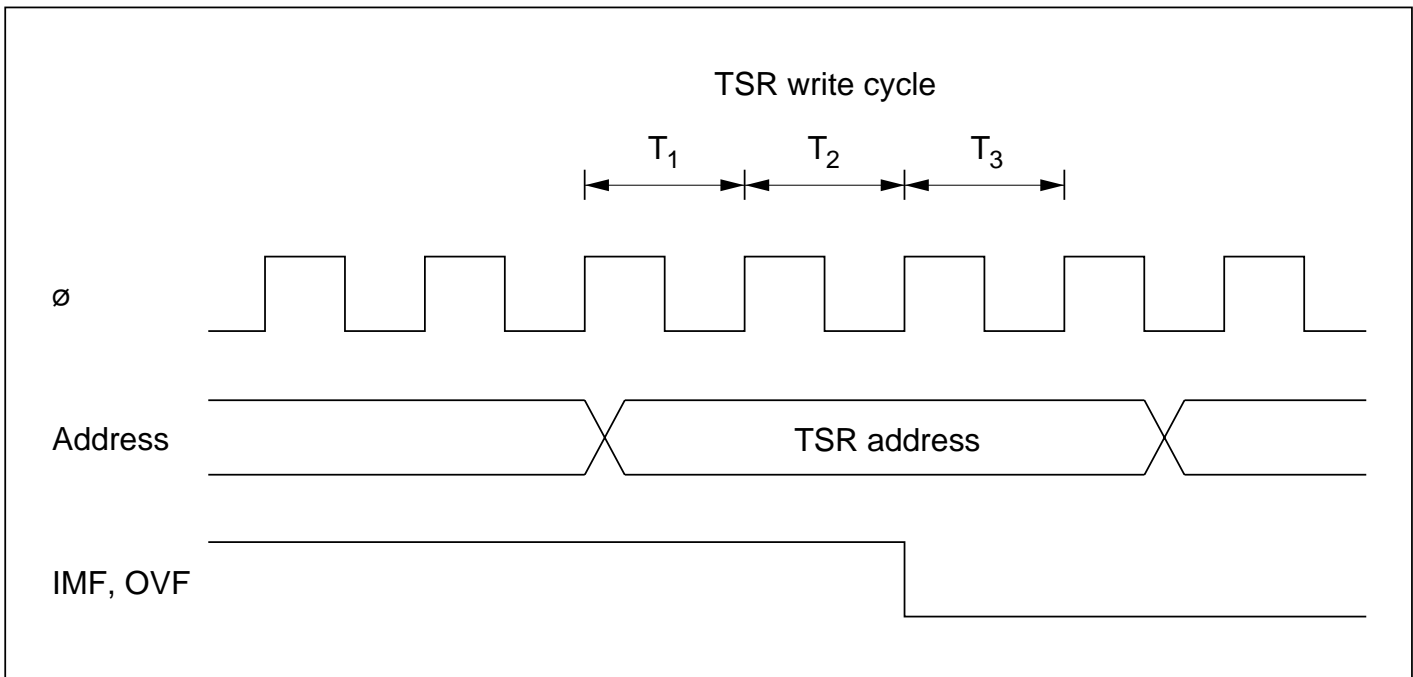 TSR write cycle
T1 T2 T3
ø
Address
TSR address
IMF, OVF